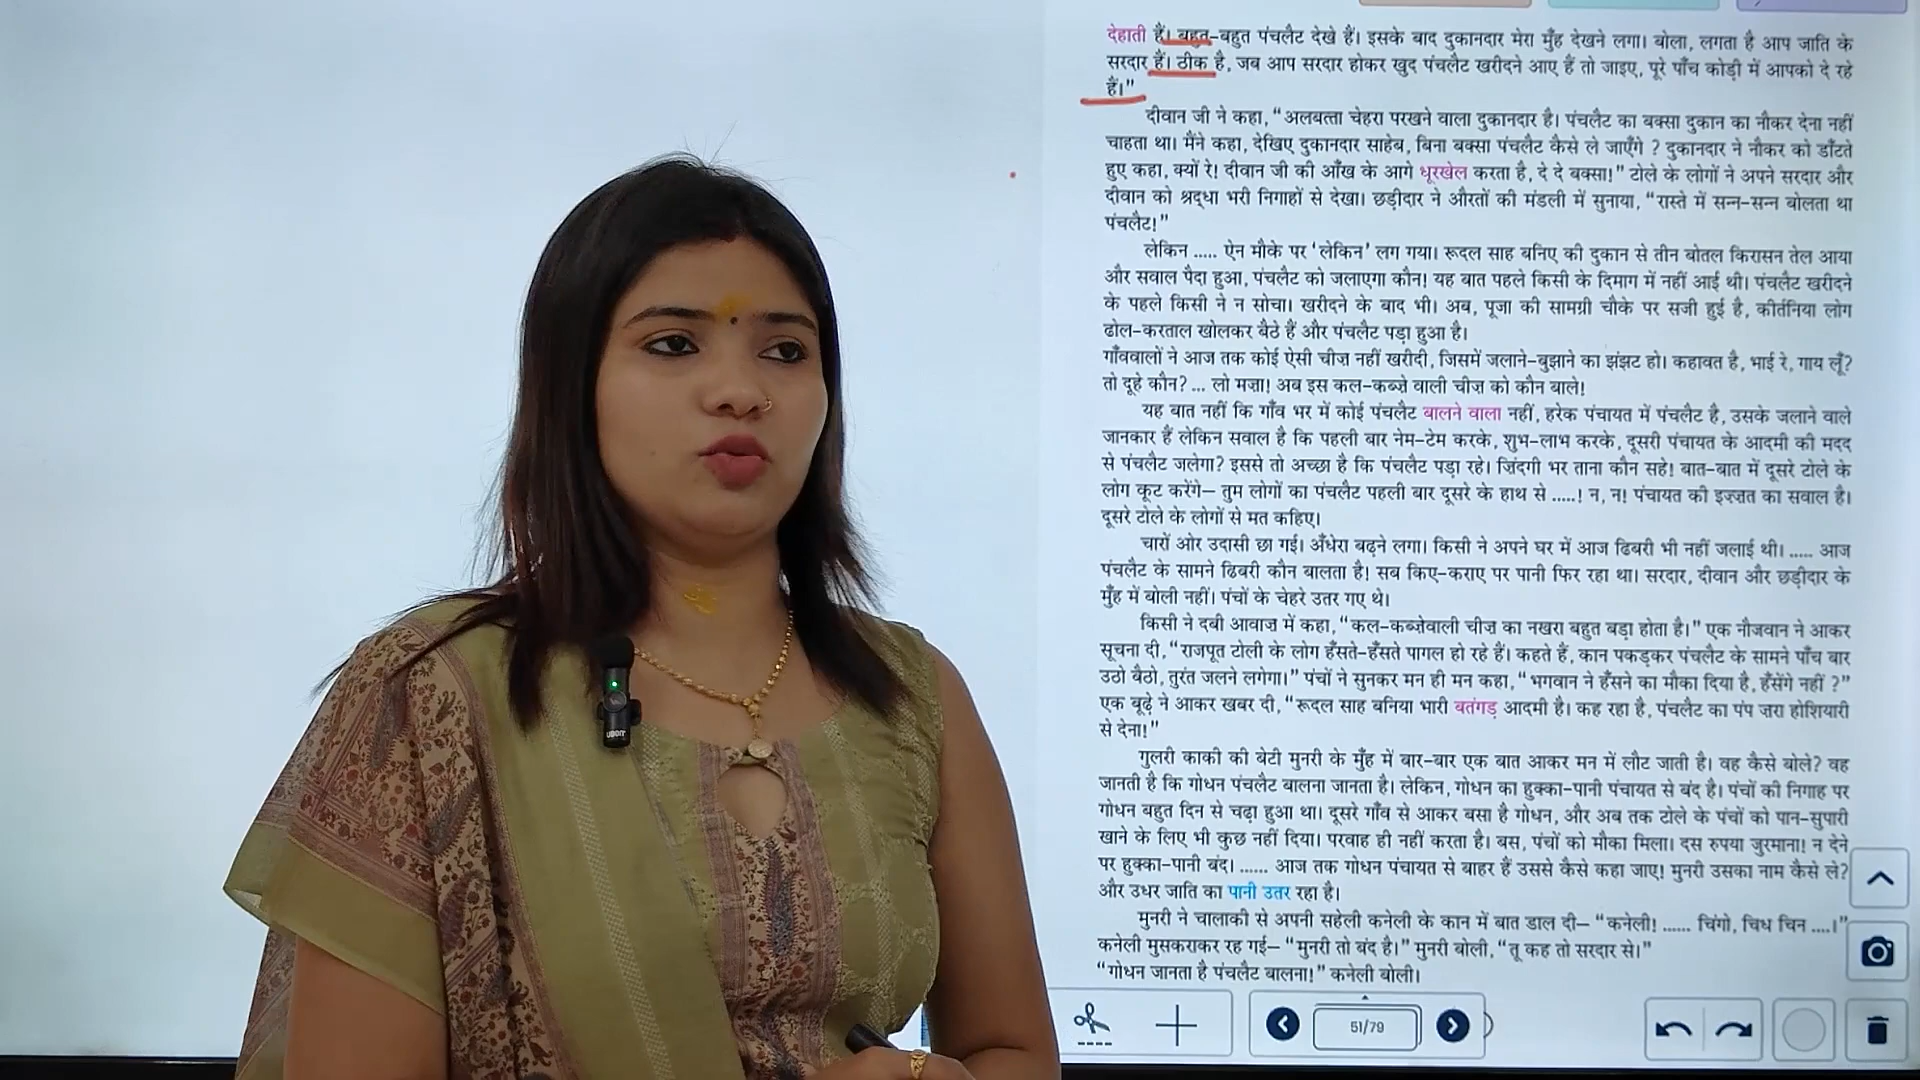 देहाती हैं। बहुत-बहुत पंचलैट देखे हैं। इसके बाद दुकानदार मेरा मुँह देखने लगा। बोला, लगता है आप जाति के
सरदार हैं। ठीक है, जब आप सरदार होकर खुद पंचलैट खरीदने आए हैं तो जाइए, पूरे पाँच कोड़ी में आपको दे रहे
हैं।”
दीवान जी ने कहा, “अलबत्ता चेहरा परखने वाला दुकानदार है। पंचलैट का बक्सा दुकान का नौकर देना नहीं
चाहता था। मैंने कहा, देखिए दुकानदार साहेब, बिना बक्सा पंचलैट कैसे ले जाएँगे ? दुकानदार ने नौकर को डाँटते
हुए कहा, क्यों रे! दीवान जी की आँख के आगे धूरखेल करता है, दे दे बक्सा!” टोले के लोगों ने अपने सरदार और
दीवान को श्रद्धा भरी निगाहों से देखा। छड़ीदार ने औरतों की मंडली में सुनाया, “रास्ते में सन्न-सन्न बोलता था
पंचलैट!”
लेकिन ..... ऐन मौके पर ‘लेकिन’ लग गया। रूदल साह बनिए की दुकान से तीन बोतल किरासन तेल आया
और सवाल पैदा हुआ, पंचलैट को जलाएगा कौन! यह बात पहले किसी के दिमाग में नहीं आई थी। पंचलैट खरीदने
के पहले किसी ने न सोचा। खरीदने के बाद भी। अब, पूजा की सामग्री चौके पर सजी हुई है, कीर्तनिया लोग
ढोल-करताल खोलकर बैठे हैं और पंचलैट पड़ा हुआ है।
गाँववालों ने आज तक कोई ऐसी चीज़ नहीं खरीदी, जिसमें जलाने-बुझाने का झंझट हो। कहावत है, भाई रे, गाय लूँ?
तो दूहे कौन? ... लो मज़ा! अब इस कल-कब्ज़े वाली चीज़ को कौन बाले!
यह बात नहीं कि गाँव भर में कोई पंचलैट बालने वाला नहीं, हरेक पंचायत में पंचलैट है, उसके जलाने वाले
जानकार हैं लेकिन सवाल है कि पहली बार नेम-टेम करके, शुभ-लाभ करके, दूसरी पंचायत के आदमी की मदद
से पंचलैट जलेगा? इससे तो अच्छा है कि पंचलैट पड़ा रहे। ज़िंदगी भर ताना कौन सहे! बात-बात में दूसरे टोले के
लोग कूट करेंगे– तुम लोगों का पंचलैट पहली बार दूसरे के हाथ से .....! न, न! पंचायत की इज़्ज़त का सवाल है।
दूसरे टोले के लोगों से मत कहिए।
चारों ओर उदासी छा गई। अँधेरा बढ़ने लगा। किसी ने अपने घर में आज ढिबरी भी नहीं जलाई थी। ..... आज
पंचलैट के सामने ढिबरी कौन बालता है! सब किए-कराए पर पानी फिर रहा था। सरदार, दीवान और छड़ीदार के
मुँह में बोली नहीं। पंचों के चेहरे उतर गए थे।
किसी ने दबी आवाज़ में कहा, “कल-कब्ज़ेवाली चीज़ का नखरा बहुत बड़ा होता है।” एक नौजवान ने आकर
सूचना दी, “राजपूत टोली के लोग हँसते-हँसते पागल हो रहे हैं। कहते हैं, कान पकड़कर पंचलैट के सामने पाँच बार
उठो बैठो, तुरंत जलने लगेगा।” पंचों ने सुनकर मन ही मन कहा, “भगवान ने हँसने का मौका दिया है, हँसेंगे नहीं ?”
एक बूढ़े ने आकर खबर दी, “रूदल साह बनिया भारी बतंगड़ आदमी है। कह रहा है, पंचलैट का पंप ज़रा होशियारी
से देना!”
गुलरी काकी की बेटी मुनरी के मुँह में बार-बार एक बात आकर मन में लौट जाती है। वह कैसे बोले? वह
जानती है कि गोधन पंचलैट बालना जानता है। लेकिन, गोधन का हुक्का-पानी पंचायत से बंद है। पंचों की निगाह पर
गोधन बहुत दिन से चढ़ा हुआ था। दूसरे गाँव से आकर बसा है गोधन, और अब तक टोले के पंचों को पान-सुपारी
खाने के लिए भी कुछ नहीं दिया। परवाह ही नहीं करता है। बस, पंचों को मौका मिला। दस रुपया जुरमाना! न देने
पर हुक्का-पानी बंद। ...... आज तक गोधन पंचायत से बाहर हैं उससे कैसे कहा जाए! मुनरी उसका नाम कैसे ले?
और उधर जाति का पानी उतर रहा है।
मुनरी ने चालाकी से अपनी सहेली कनेली के कान में बात डाल दी– “कनेली! ...... चिंगो, चिध चिन ....।”
कनेली मुसकराकर रह गई– “मुनरी तो बंद है।” मुनरी बोली, “तू कह तो सरदार से।”
“गोधन जानता है पंचलैट बालना!” कनेली बोली।
51/79